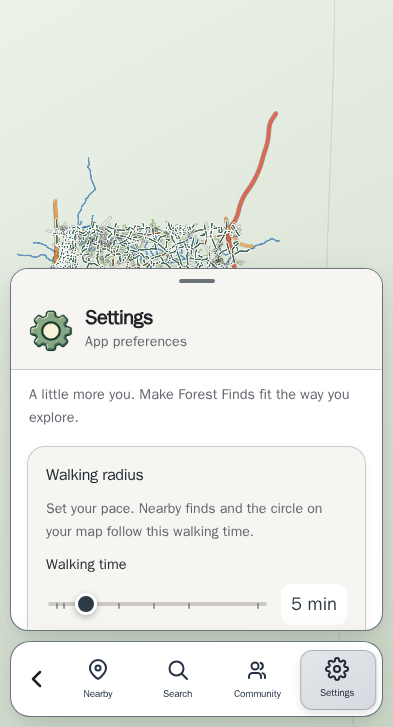 Settings
App preferences
A little more you. Make Forest Finds fit the way you
explore.
Walking radius
Set your pace. Nearby finds and the circle on
your map follow this walking time.
Walking time
5 min
Nearby
Search
Community
Settings